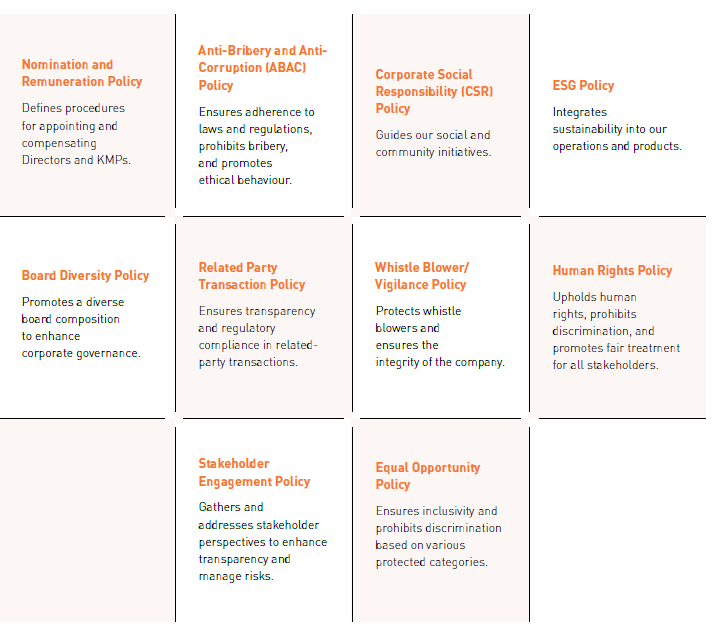 Nomination and
Remuneration Policy
Defines procedures
for appointing and
compensating
Directors and KMPs.
Anti-Bribery and Anti-
Corruption (ABAC)
Policy
Ensures adherence to
laws and regulations,
prohibits bribery,
and promotes
ethical behaviour.
Corporate Social
Responsibility (CSR)
Policy
Guides our social and
community initiatives.
ESG Policy
Integrates
sustainability into our
operations and products.
Board Diversity Policy
Promotes a diverse
board composition
to enhance
corporate governance.
Related Party
Transaction Policy
Ensures transparency
and regulatory
compliance in related-
party transactions.
Whistle Blower/
Vigilance Policy
Protects whistle
blowers and
ensures the
integrity of the company.
Human Rights Policy
Upholds human
rights, prohibits
discrimination, and
promotes fair treatment
for all stakeholders.
Stakeholder
Engagement Policy
Gathers and
addresses stakeholder
perspectives to enhance
transparency and
manage risks.
Equal Opportunity
Policy
Ensures inclusivity and
prohibits discrimination
based on various
protected categories.